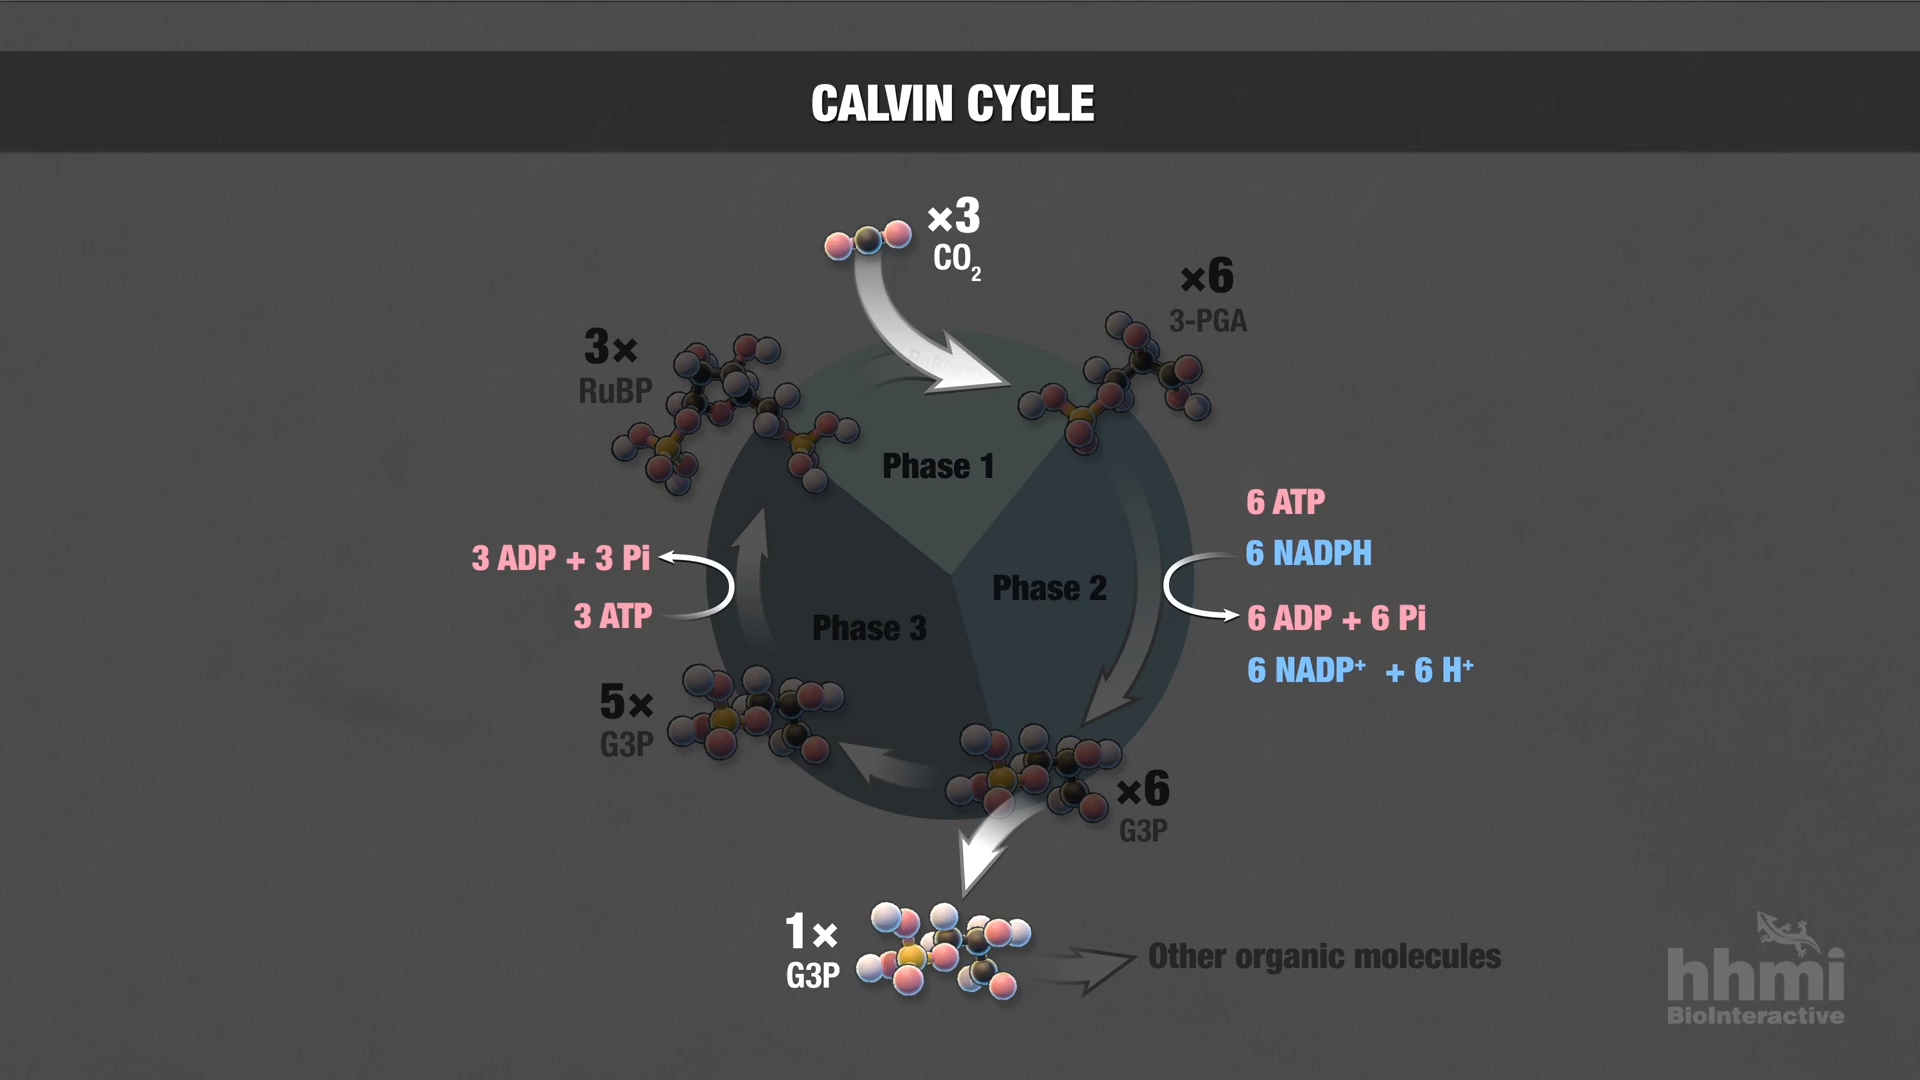 CALVIN CYCLE
×3
CO₂
×6
3-PGA
3×
RuBP
Phase 1
6 ATP
6 NADPH
3 ADP + 3 Pi
Phase 2
3 ATP
6 ADP + 6 Pi
Phase 3
6 NADP⁺ + 6 H⁺
5×
G3P
×6
G3P
1×
G3P
Other organic molecules
hhmi
BioInteractive